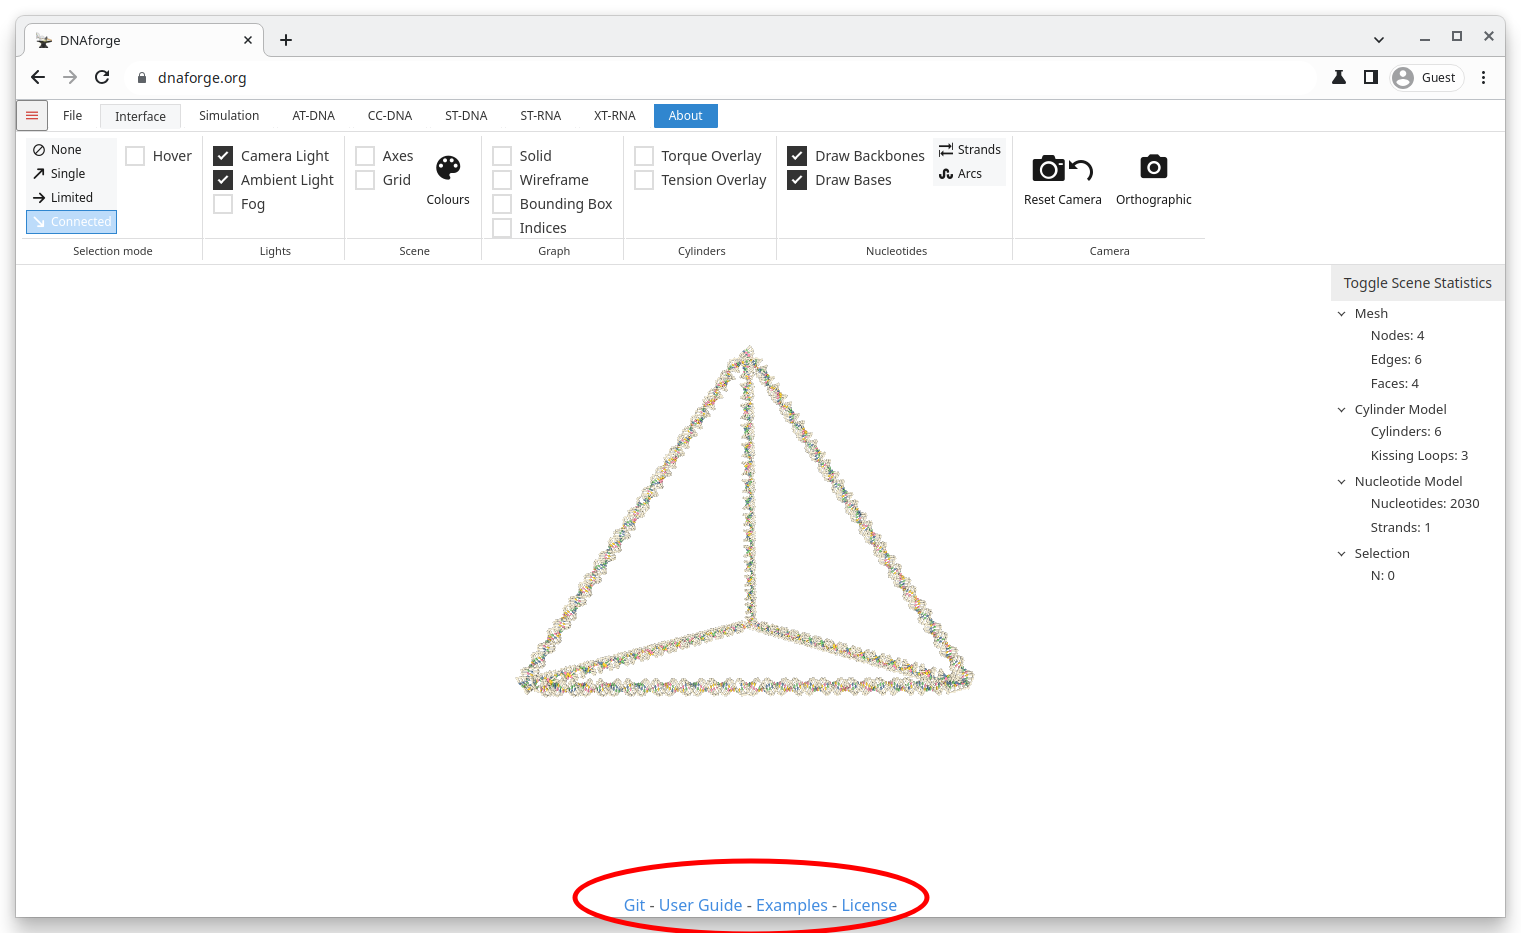 DNAforge
dnaforge.org
Guest
File Interface Simulation AT-DNA CC-DNA ST-DNA ST-RNA XT-RNA About
None
Single
Limited
Connected
Hover
Selection mode
Camera Light
Ambient Light
Fog
Lights
Axes
Grid
Colours
Scene
Solid
Wireframe
Bounding Box
Indices
Graph
Torque Overlay
Tension Overlay
Cylinders
Draw Backbones
Draw Bases
Strands
Arcs
Nucleotides
Reset Camera
Orthographic
Camera
Toggle Scene Statistics
Mesh
Nodes: 4
Edges: 6
Faces: 4
Cylinder Model
Cylinders: 6
Kissing Loops: 3
Nucleotide Model
Nucleotides: 2030
Strands: 1
Selection
N: 0
Git - User Guide - Examples - License